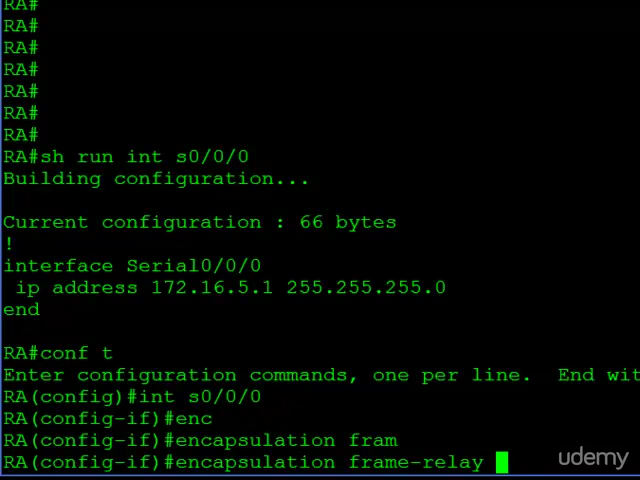 RA#
RA#
RA#
RA#
RA#
RA#
RA#
RA#sh run int s0/0/0
Building configuration...
Current configuration : 66 bytes
!
interface Serial0/0/0
 ip address 172.16.5.1 255.255.255.0
end
RA#conf t
Enter configuration commands, one per line.  End wit
RA(config)#int s0/0/0
RA(config-if)#enc
RA(config-if)#encapsulation fram
RA(config-if)#encapsulation frame-relay
udemy